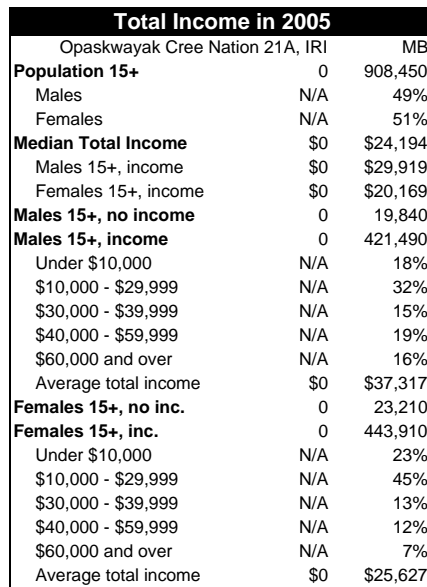 Total Income in 2005
Opaskwayak Cree Nation 21A, IRI MB
Population 15+ 0 908,450
Males N/A 49%
Females N/A 51%
Median Total Income $0 $24,194
Males 15+, income $0 $29,919
Females 15+, income $0 $20,169
Males 15+, no income 0 19,840
Males 15+, income 0 421,490
Under $10,000 N/A 18%
$10,000 - $29,999 N/A 32%
$30,000 - $39,999 N/A 15%
$40,000 - $59,999 N/A 19%
$60,000 and over N/A 16%
Average total income $0 $37,317
Females 15+, no inc. 0 23,210
Females 15+, inc. 0 443,910
Under $10,000 N/A 23%
$10,000 - $29,999 N/A 45%
$30,000 - $39,999 N/A 13%
$40,000 - $59,999 N/A 12%
$60,000 and over N/A 7%
Average total income $0 $25,627